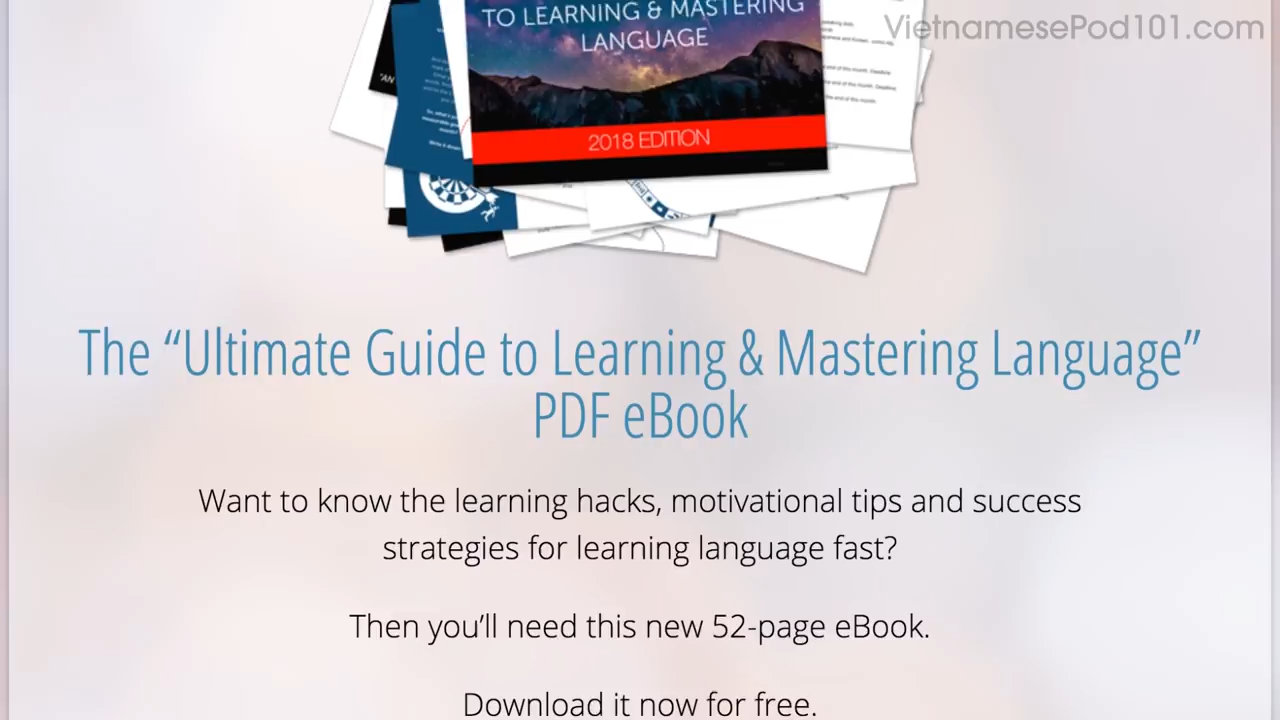 TO LEARNING & MASTERING
VietnamesePod101.com
LANGUAGE
"AN
2018 EDITION
The “Ultimate Guide to Learning & Mastering Language”
PDF eBook
Want to know the learning hacks, motivational tips and success
strategies for learning language fast?
Then you’ll need this new 52-page eBook.
Download it now for free.